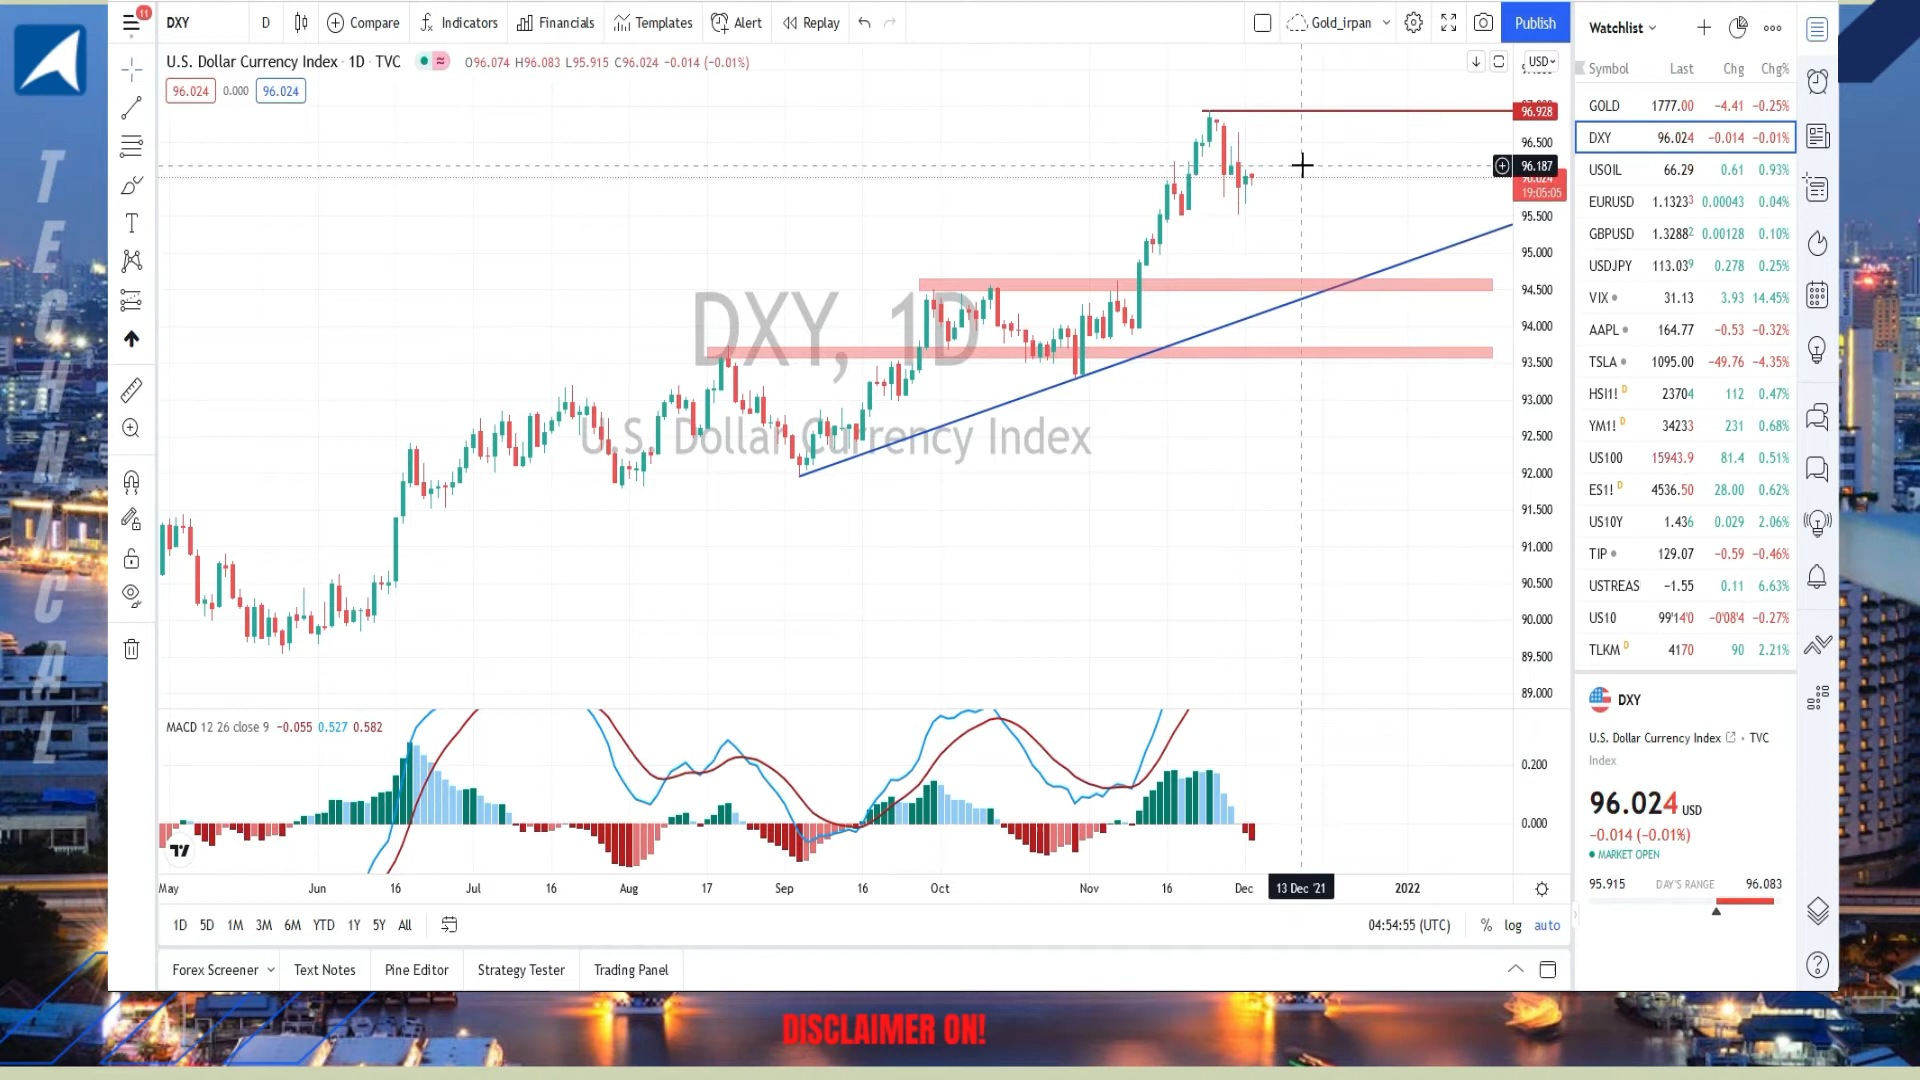 11
DXY
D
Compare
Indicators
Financials
Templates
Alert
Replay
Gold_irpan
Publish
U.S. Dollar Currency Index · 1D · TVC
O96.074 H96.083 L95.915 C96.024 −0.014 (−0.01%)
96.024 0.000 96.024
USD
DXY, 1D
U.S. Dollar Currency Index
96.928
96.500
96.187
19:05:05
95.500
95.000
94.500
94.000
93.500
93.000
92.500
92.000
91.500
91.000
90.500
90.000
89.500
89.000
MACD 12 26 close 9 −0.055 0.527 0.582
0.200
0.000
May Jun 16 Jul 16 Aug 17 Sep 16 Oct Nov 16 Dec 13 Dec '21 2022
1D 5D 1M 3M 6M YTD 1Y 5Y All
04:54:55 (UTC) % log auto
Forex Screener Text Notes Pine Editor Strategy Tester Trading Panel
Watchlist
Symbol Last Chg Chg%
GOLD 1777.00 −4.41 −0.25%
DXY 96.024 −0.014 −0.01%
USOIL 66.29 0.61 0.93%
EURUSD 1.13233 0.00043 0.04%
GBPUSD 1.32882 0.00128 0.10%
USDJPY 113.039 0.278 0.25%
VIX 31.13 3.93 14.45%
AAPL 164.77 −0.53 −0.32%
TSLA 1095.00 −49.76 −4.35%
HSI1! D 23704 112 0.47%
YM1! D 34233 231 0.68%
US100 15943.9 81.4 0.51%
ES1! D 4536.50 28.00 0.62%
US10Y 1.436 0.029 2.06%
TIP 129.07 −0.59 −0.46%
USTREAS −1.55 0.11 6.63%
US10 99'14'0 −0'08'4 −0.27%
TLKM D 4170 90 2.21%
DXY
U.S. Dollar Currency Index • TVC
Index
96.024 USD
−0.014 (−0.01%)
MARKET OPEN
95.915 DAY'S RANGE 96.083
TECHNICAL
DISCLAIMER ON!